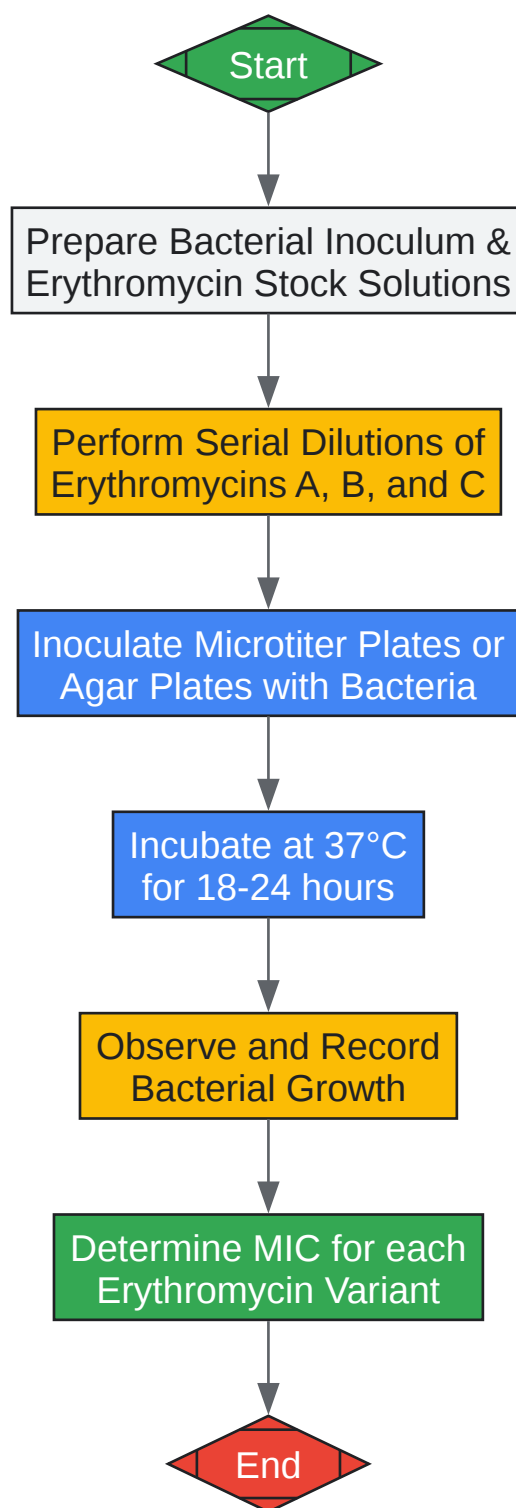 Start
Prepare Bacterial Inoculum &
Erythromycin Stock Solutions
Perform Serial Dilutions of
Erythromycins A, B, and C
Inoculate Microtiter Plates or
Agar Plates with Bacteria
Incubate at 37°C
for 18-24 hours
Observe and Record
Bacterial Growth
Determine MIC for each
Erythromycin Variant
End